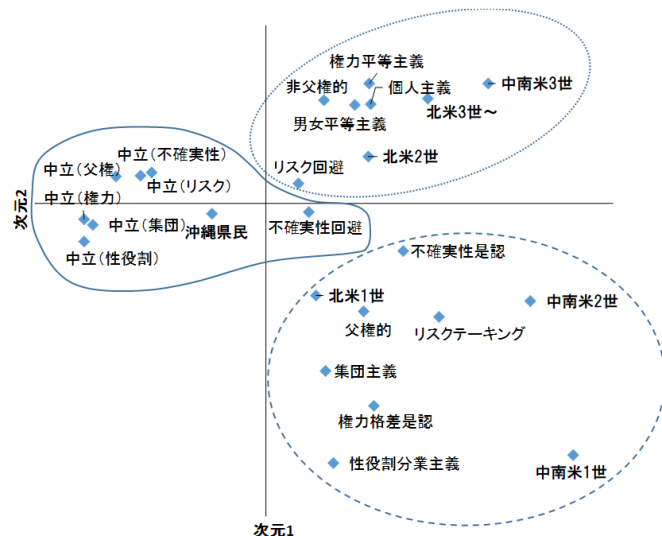 権力平等主義
非父権的
個人主義
中南米3世
男女平等主義
北米3世～
北米2世
リスク回避
中立(不確実性)
中立(父権)
中立(リスク)
中立(権力)
中立(集団)
沖縄県民
不確実性回避
中立(性役割)
次元2
不確実性是認
北米1世
中南米2世
父権的
リスクテーキング
集団主義
権力格差是認
性役割分業主義
中南米1世
次元1